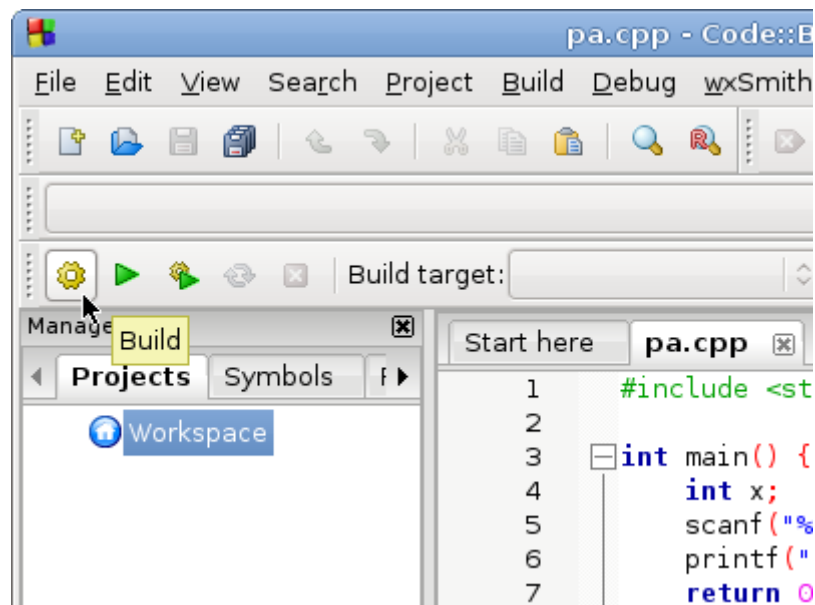 pa.cpp - Code::B
File Edit View Search Project Build Debug wxSmith
Build target:
Manage
Build
Projects Symbols
Workspace
Start here pa.cpp
1 #include <st
2
3 int main() {
4 int x;
5 scanf("%
6 printf("
7 return 0